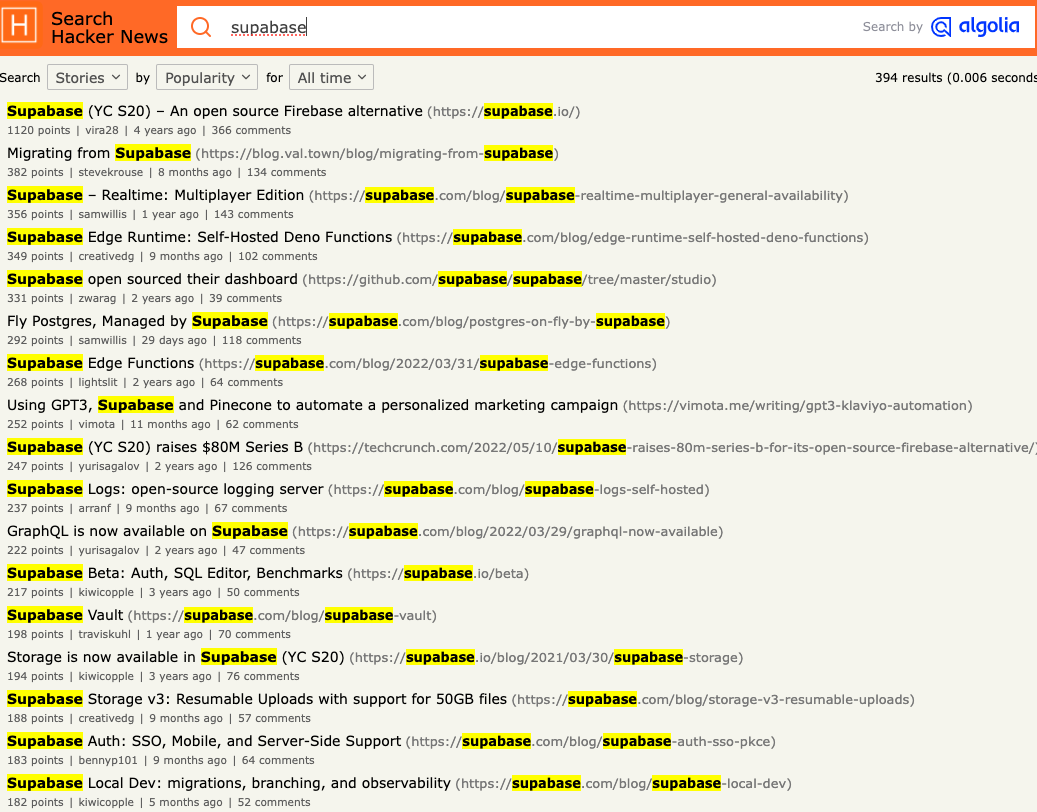 H Search
Hacker News
supabase
Search by algolia
Search Stories by Popularity for All time 394 results (0.006 seconds
Supabase (YC S20) – An open source Firebase alternative (https://supabase.io/)
1120 points | vira28 | 4 years ago | 366 comments
Migrating from Supabase (https://blog.val.town/blog/migrating-from-supabase)
382 points | stevekrouse | 8 months ago | 134 comments
Supabase – Realtime: Multiplayer Edition (https://supabase.com/blog/supabase-realtime-multiplayer-general-availability)
356 points | samwillis | 1 year ago | 143 comments
Supabase Edge Runtime: Self-Hosted Deno Functions (https://supabase.com/blog/edge-runtime-self-hosted-deno-functions)
349 points | creativedg | 9 months ago | 102 comments
Supabase open sourced their dashboard (https://github.com/supabase/supabase/tree/master/studio)
331 points | zwarag | 2 years ago | 39 comments
Fly Postgres, Managed by Supabase (https://supabase.com/blog/postgres-on-fly-by-supabase)
292 points | samwillis | 29 days ago | 118 comments
Supabase Edge Functions (https://supabase.com/blog/2022/03/31/supabase-edge-functions)
268 points | lightslit | 2 years ago | 64 comments
Using GPT3, Supabase and Pinecone to automate a personalized marketing campaign (https://vimota.me/writing/gpt3-klaviyo-automation)
252 points | vimota | 11 months ago | 62 comments
Supabase (YC S20) raises $80M Series B (https://techcrunch.com/2022/05/10/supabase-raises-80m-series-b-for-its-open-source-firebase-alternative/)
247 points | yurisagalov | 2 years ago | 126 comments
Supabase Logs: open-source logging server (https://supabase.com/blog/supabase-logs-self-hosted)
237 points | arranf | 9 months ago | 67 comments
GraphQL is now available on Supabase (https://supabase.com/blog/2022/03/29/graphql-now-available)
222 points | yurisagalov | 2 years ago | 47 comments
Supabase Beta: Auth, SQL Editor, Benchmarks (https://supabase.io/beta)
217 points | kiwicopple | 3 years ago | 50 comments
Supabase Vault (https://supabase.com/blog/supabase-vault)
198 points | traviskuhl | 1 year ago | 70 comments
Storage is now available in Supabase (YC S20) (https://supabase.io/blog/2021/03/30/supabase-storage)
194 points | kiwicopple | 3 years ago | 76 comments
Supabase Storage v3: Resumable Uploads with support for 50GB files (https://supabase.com/blog/storage-v3-resumable-uploads)
188 points | creativedg | 9 months ago | 57 comments
Supabase Auth: SSO, Mobile, and Server-Side Support (https://supabase.com/blog/supabase-auth-sso-pkce)
183 points | bennyp101 | 9 months ago | 64 comments
Supabase Local Dev: migrations, branching, and observability (https://supabase.com/blog/supabase-local-dev)
182 points | kiwicopple | 5 months ago | 52 comments